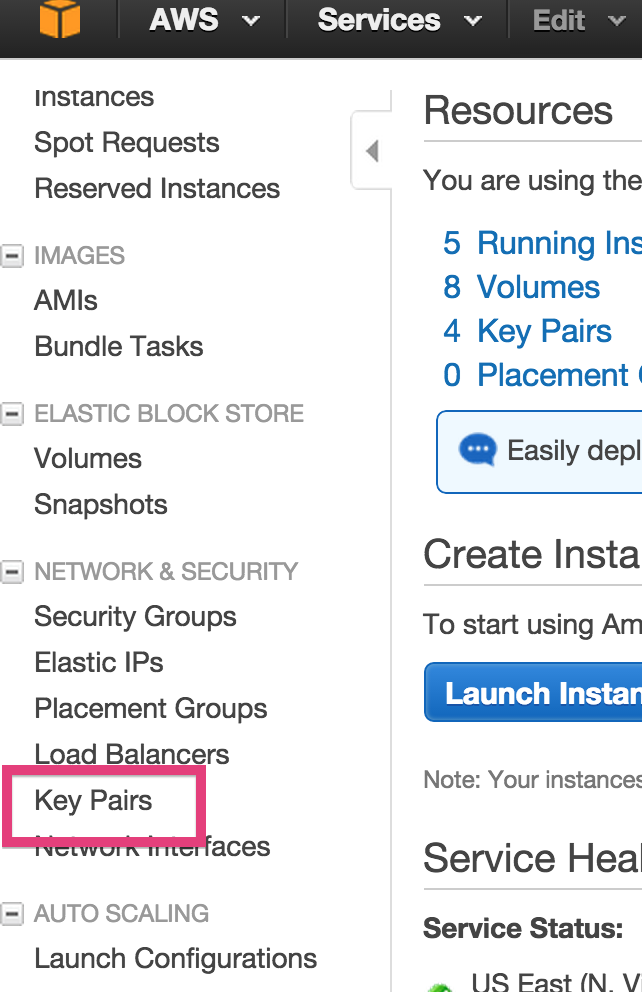 AWS Services Edit
Instances
Spot Requests
Reserved Instances
IMAGES
AMIs
Bundle Tasks
ELASTIC BLOCK STORE
Volumes
Snapshots
NETWORK & SECURITY
Security Groups
Elastic IPs
Placement Groups
Load Balancers
Key Pairs
Network Interfaces
AUTO SCALING
Launch Configurations
Resources
You are using the
5 Running Ins
8 Volumes
4 Key Pairs
0 Placement
Easily depl
Create Insta
To start using Am
Launch Instan
Note: Your instances
Service Heal
Service Status:
US East (N. Vi